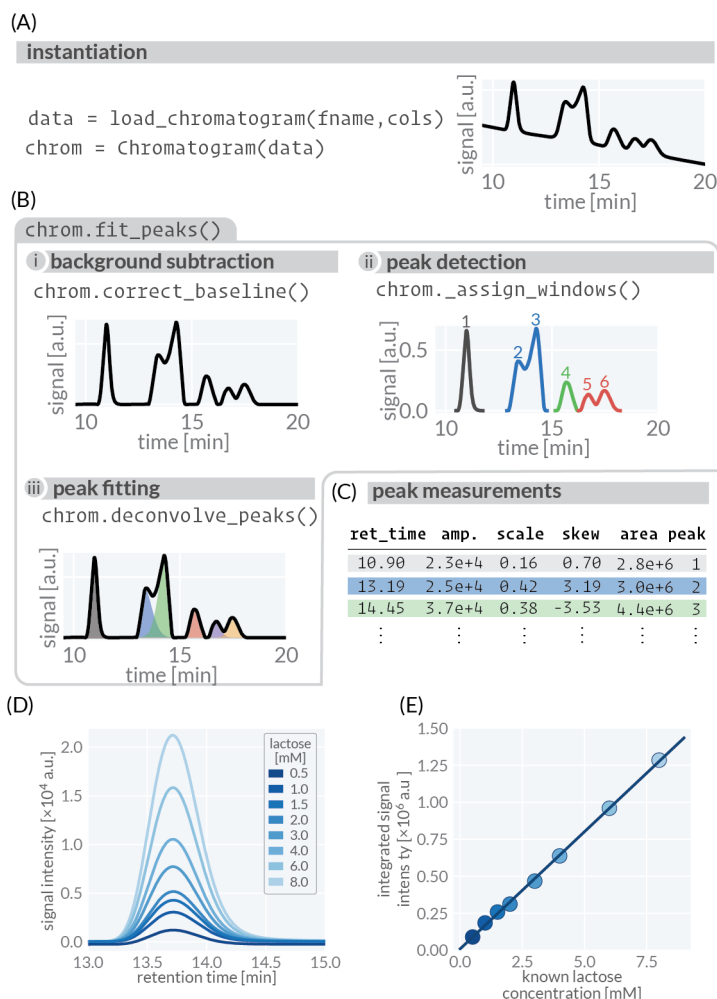 (A)
instantiation
data = load_chromatogram(fname,cols)
chrom = Chromatogram(data)
signal [a.u.]
10 15 20
time [min]
(B)
chrom.fit_peaks()
i background subtraction
chrom.correct_baseline()
signal [a.u.]
10 15 20
time [min]
ii peak detection
chrom._assign_windows()
signal [a.u.]
0.5
0.0
1 2 3 4 5 6
10 15 20
time [min]
iii peak fitting
chrom.deconvolve_peaks()
signal [a.u.]
10 15 20
time [min]
(C)
peak measurements
ret_time amp. scale skew area peak
10.90 2.3e+4 0.16 0.70 2.8e+6 1
13.19 2.5e+4 0.42 3.19 3.0e+6 2
14.45 3.7e+4 0.38 -3.53 4.4e+6 3
⋮ ⋮ ⋮ ⋮ ⋮ ⋮
(D)
signal intensity [×10⁴ a.u.]
2.0
1.5
1.0
0.5
0.0
13.0 13.5 14.0 14.5 15.0
retention time [min]
lactose
[mM]
0.5
1.0
1.5
2.0
3.0
4.0
6.0
8.0
(E)
integrated signal
intens ty [×10⁶ a.u ]
1.50
1.25
1.00
0.75
0.50
0.25
0.00
0.0 2.5 5.0 7.5
known lactose
concentration [mM]